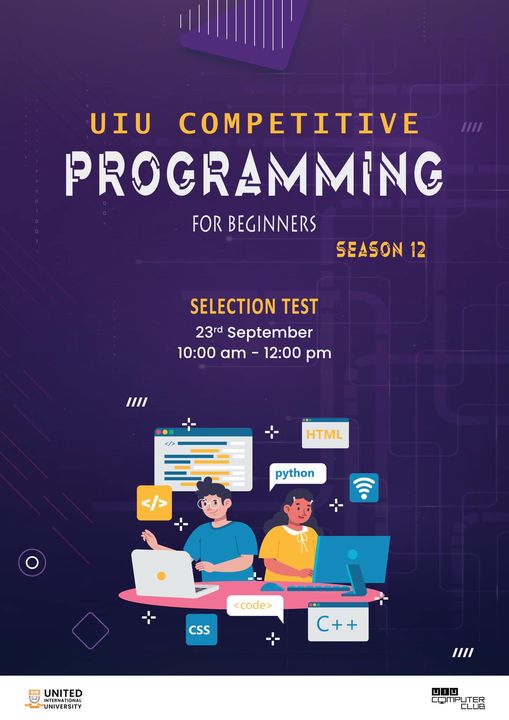 UIU COMPETITIVE
PROGRAMMING
FOR BEGINNERS
SEASON 12
SELECTION TEST
23rd September
10:00 am - 12:00 pm
HTML
</>
python
</>
<code>
C++
CSS
UNITED
INTERNATIONAL
UNIVERSITY
UIU
COMPUTER
CLUB